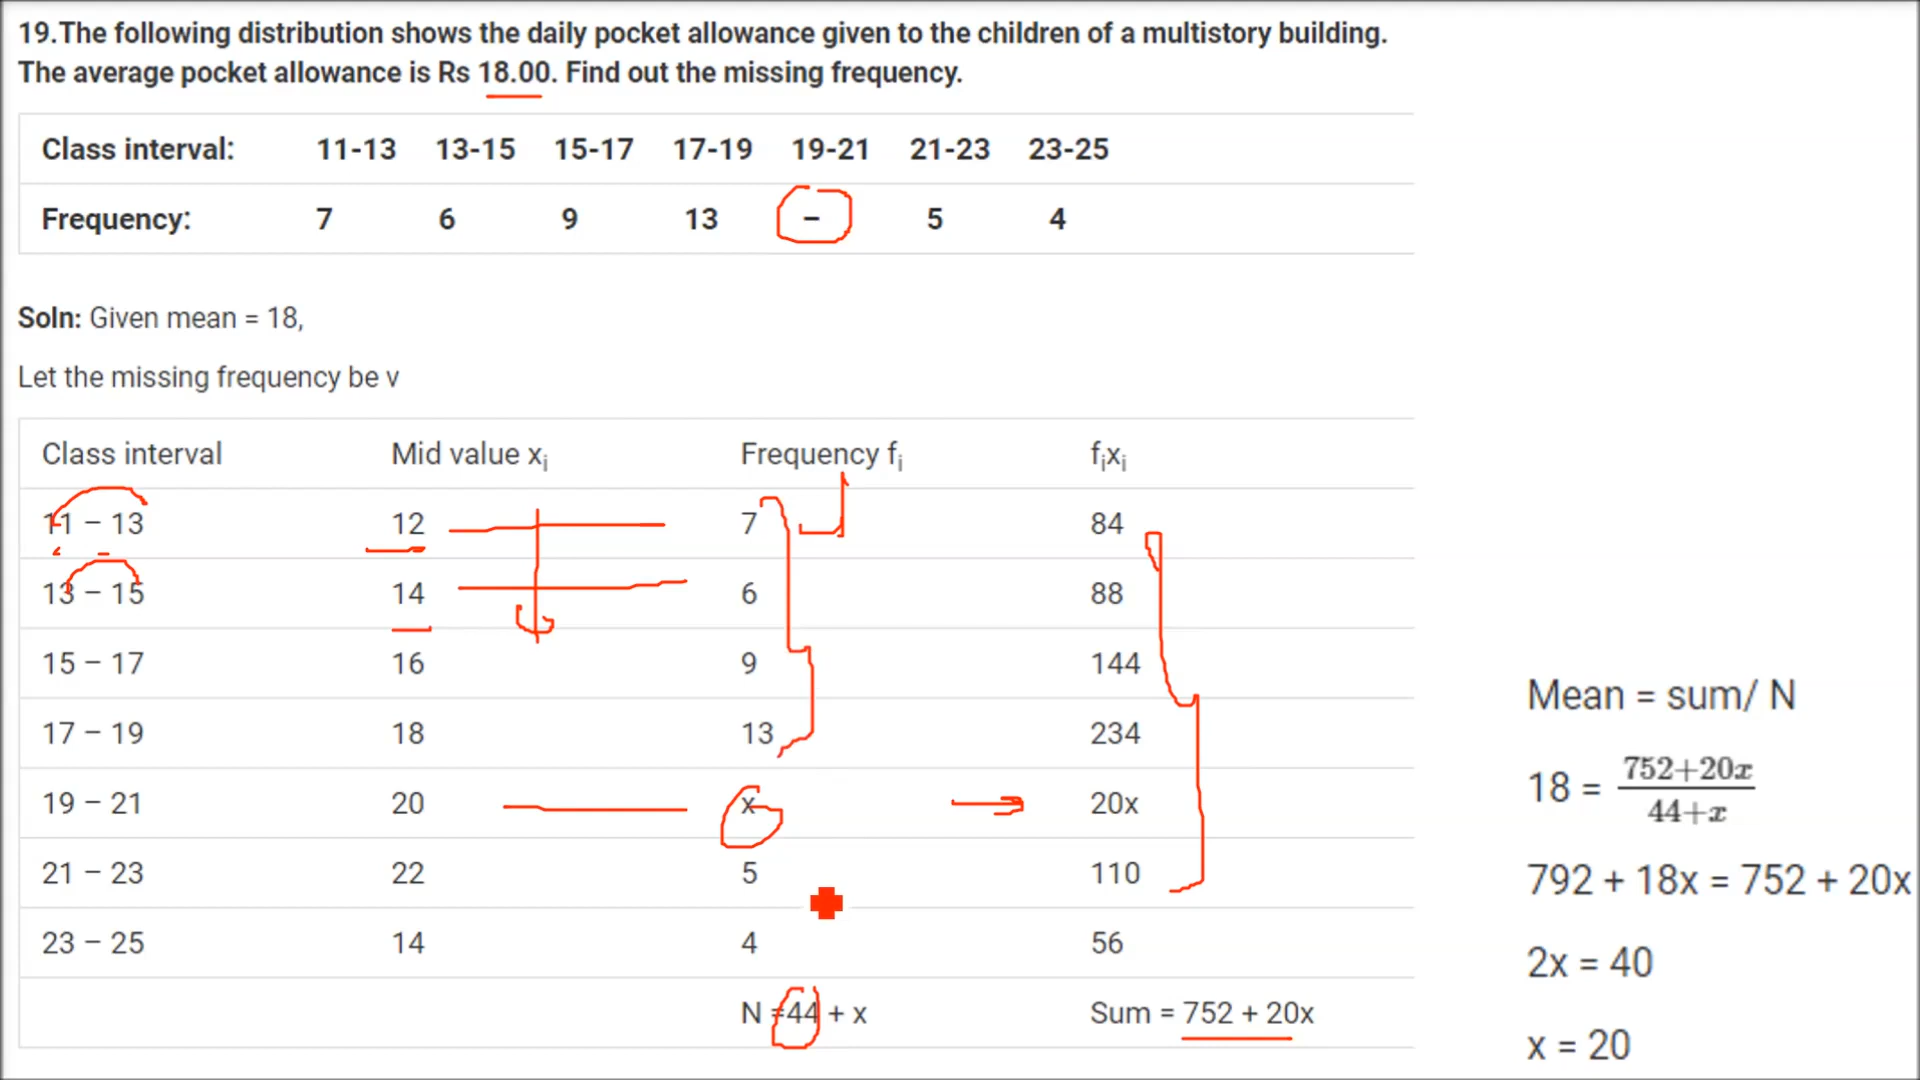 19.The following distribution shows the daily pocket allowance given to the children of a multistory building.
The average pocket allowance is Rs 18.00. Find out the missing frequency.
Class interval: 11-13 13-15 15-17 17-19 19-21 21-23 23-25
Frequency: 7 6 9 13 – 5 4
Soln: Given mean = 18,
Let the missing frequency be v
Class interval Mid value xi Frequency fi fixi
11 – 13 12 7 84
13 – 15 14 6 88
15 – 17 16 9 144
17 – 19 18 13 234
19 – 21 20 x 20x
21 – 23 22 5 110
23 – 25 14 4 56
N =44 + x Sum = 752 + 20x
Mean = sum/ N
18 = 752+20x
44+x
792 + 18x = 752 + 20x
2x = 40
x = 20